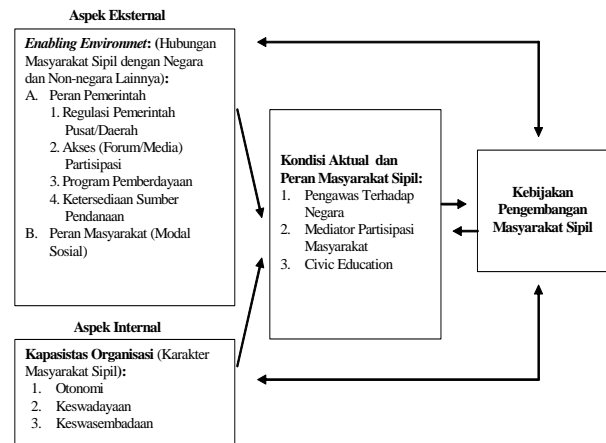 Aspek Eksternal
Enabling Environmet: (Hubungan
Masyarakat Sipil dengan Negara
dan Non-negara Lainnya):
A. Peran Pemerintah
1. Regulasi Pemerintah
Pusat/Daerah
2. Akses (Forum/Media)
Partisipasi
3. Program Pemberdayaan
4. Ketersediaan Sumber
Pendanaan
B. Peran Masyarakat (Modal
Sosial)
Aspek Internal
Kapasistas Organisasi (Karakter
Masyarakat Sipil):
1. Otonomi
2. Keswadayaan
3. Keswasembadaan
Kondisi Aktual dan
Peran Masyarakat Sipil:
1. Pengawas Terhadap
Negara
2. Mediator Partisipasi
Masyarakat
3. Civic Education
Kebijakan
Pengembangan
Masyarakat Sipil